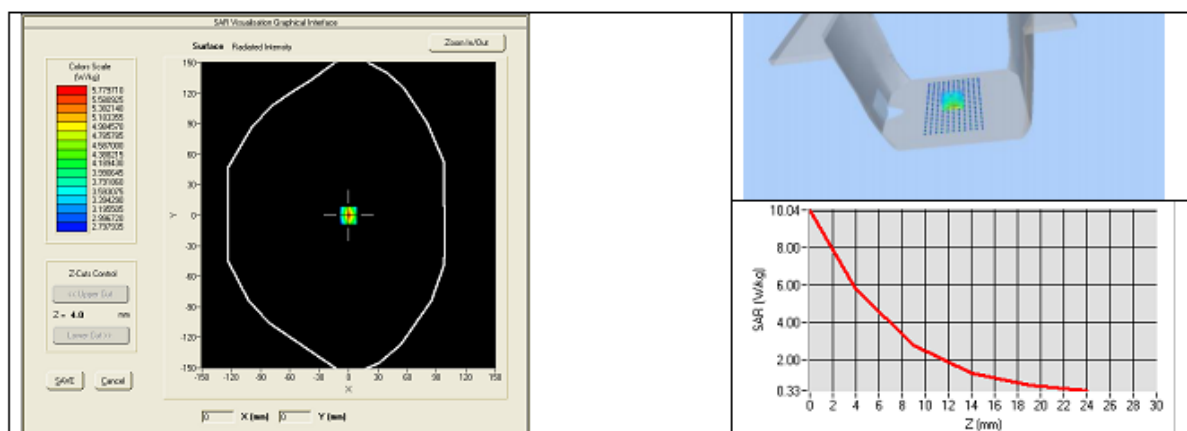 SAR Visualisation Graphical Interface
Surface Radiated Intensity
Zoom In/Out
Colors Scale
(W/kg)
5.779710
5.580925
5.382140
5.183355
4.984570
4.785785
4.587000
4.388215
4.189430
3.990645
3.791860
3.593075
3.394290
3.195505
2.996720
2.797935
Z-Cuts Control
<< Upper Cut
Z = 4.0 mm
Lower Cut >>
SAVE Cancel
150
120
90
60
30
0
-30
-60
-90
-120
-150
Y
-150 -120 -90 -60 -30 0 30 60 90 120 150
X
0 X (mm) 0 Y (mm)
10.04
8.00
6.00
4.00
2.00
0.33
SAR (W/kg)
0 2 4 6 8 10 12 14 16 18 20 22 24 26 28 30
Z (mm)